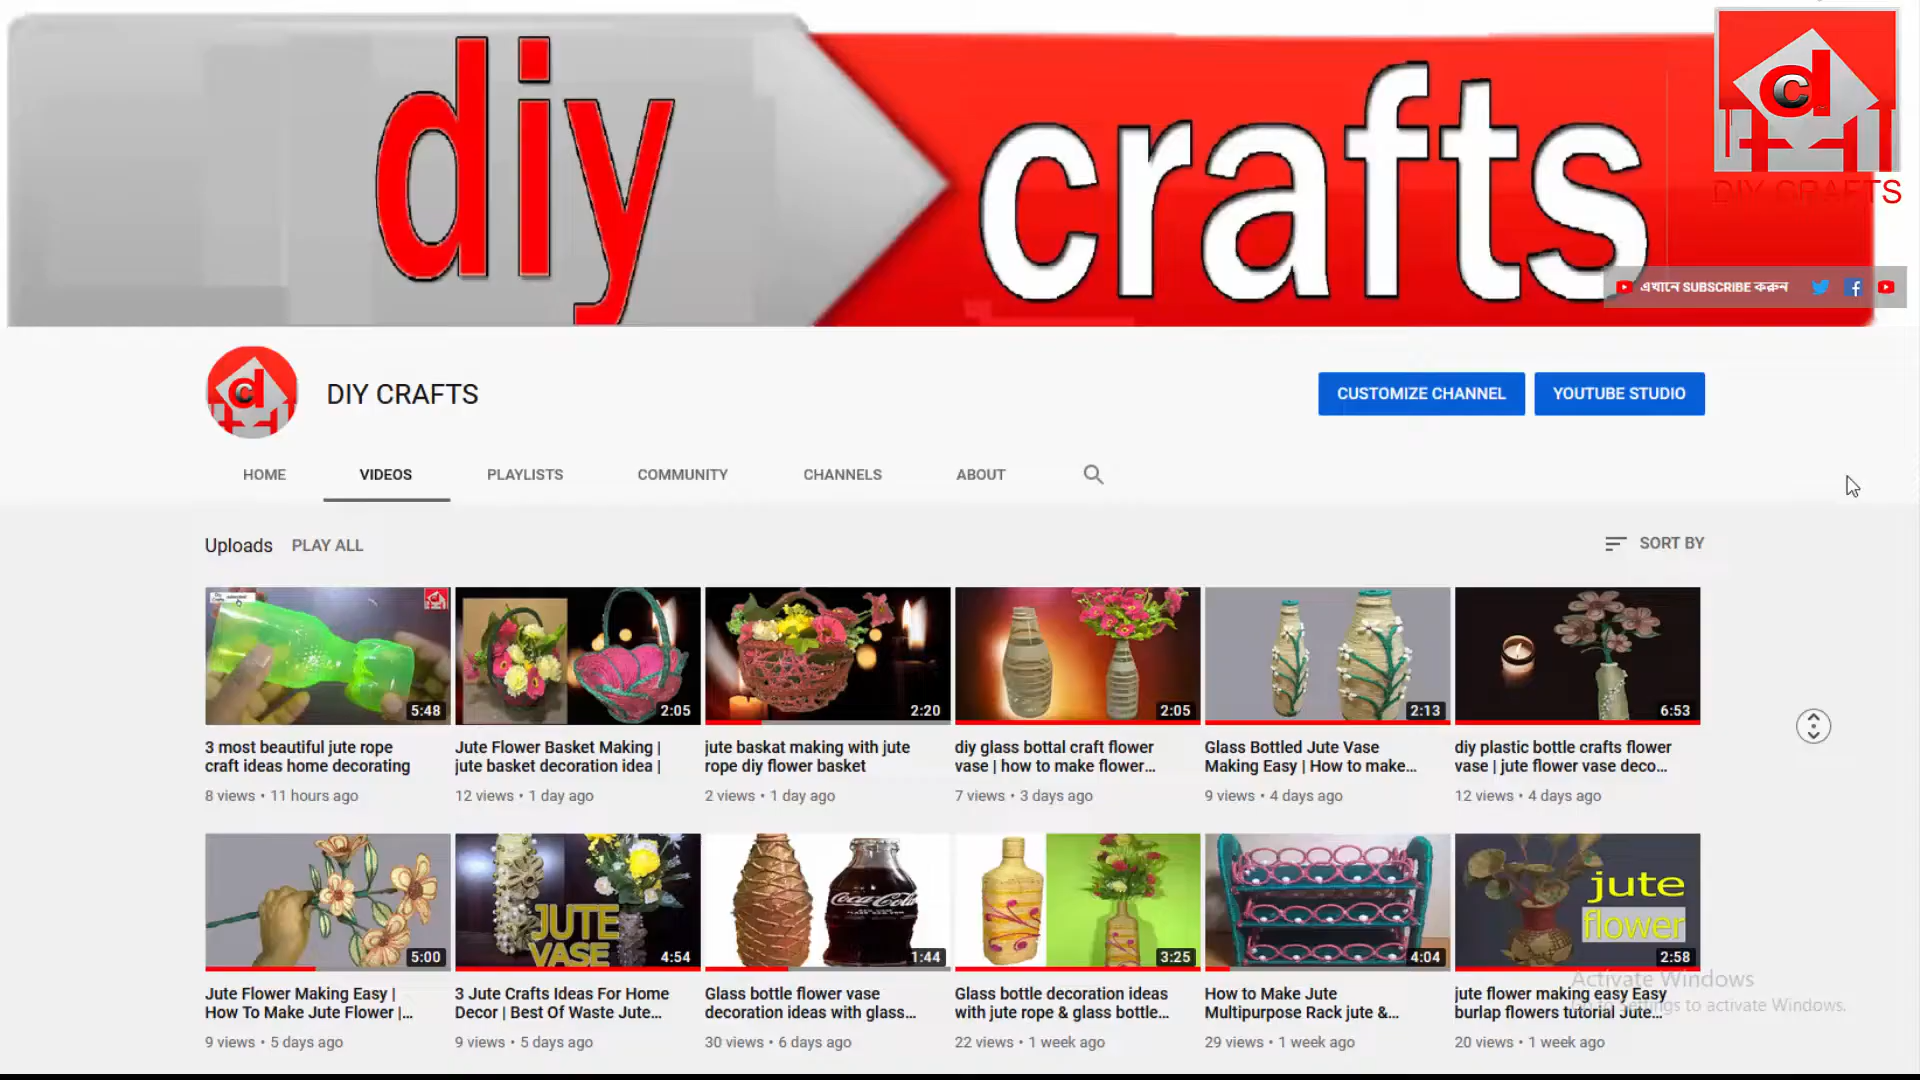 diy
crafts
d
c
DIY CRAFTS
এখানে SUBSCRIBE করুন
d
c
DIY CRAFTS
CUSTOMIZE CHANNEL
YOUTUBE STUDIO
HOME
VIDEOS
PLAYLISTS
COMMUNITY
CHANNELS
ABOUT
Uploads
PLAY ALL
SORT BY
5:48
2:05
2:20
2:05
2:13
6:53
3 most beautiful jute rope
craft ideas home decorating
8 views • 11 hours ago
Jute Flower Basket Making |
jute basket decoration idea |
12 views • 1 day ago
jute baskat making with jute
rope diy flower basket
2 views • 1 day ago
diy glass bottal craft flower
vase | how to make flower...
7 views • 3 days ago
Glass Bottled Jute Vase
Making Easy | How to make...
9 views • 4 days ago
diy plastic bottle crafts flower
vase | jute flower vase deco...
12 views • 4 days ago
JUTE
VASE
Coca-Cola
jute
flower
5:00
4:54
1:44
3:25
4:04
2:58
Jute Flower Making Easy |
How To Make Jute Flower |...
9 views • 5 days ago
3 Jute Crafts Ideas For Home
Decor | Best Of Waste Jute...
9 views • 5 days ago
Glass bottle flower vase
decoration ideas with glass...
30 views • 6 days ago
Glass bottle decoration ideas
with jute rope & glass bottle...
22 views • 1 week ago
How to Make Jute
Multipurpose Rack jute &...
29 views • 1 week ago
jute flower making easy Easy
burlap flowers tutorial Jute...
20 views • 1 week ago
Activate Windows
Go to Settings to activate Windows.